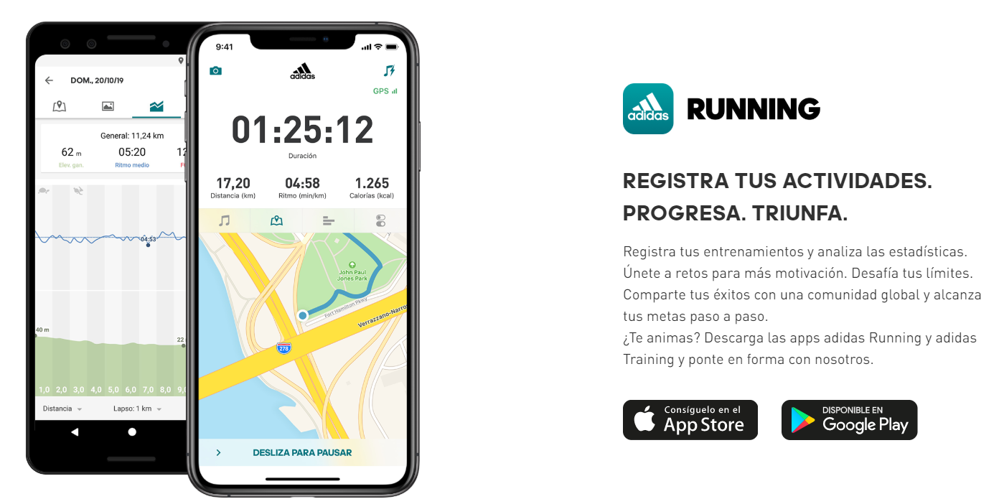 DOM., 20/10/19
General: 11,24 km
62 m
05:20
Elev. gan.
Ritmo medio
04:53
40 m
22
1,0 2,0 3,0 4,0 5,0 6,0 7,0 8,0 9,0
Distancia
Lapso: 1 km
9:41
adidas
GPS
01:25:12
Duración
17,20
04:58
1.265
Distancia (km)
Ritmo (min/km)
Calorías (kcal)
John Paul
Jones Park
Fort Hamilton Pkwy
Verrazzano-Narro
278
DESLIZA PARA PAUSAR
adidas
RUNNING
REGISTRA TUS ACTIVIDADES.
PROGRESA. TRIUNFA.
Registra tus entrenamientos y analiza las estadísticas.
Únete a retos para más motivación. Desafía tus límites.
Comparte tus éxitos con una comunidad global y alcanza
tus metas paso a paso.
¿Te animas? Descarga las apps adidas Running y adidas
Training y ponte en forma con nosotros.
Consíguelo en el
App Store
DISPONIBLE EN
Google Play